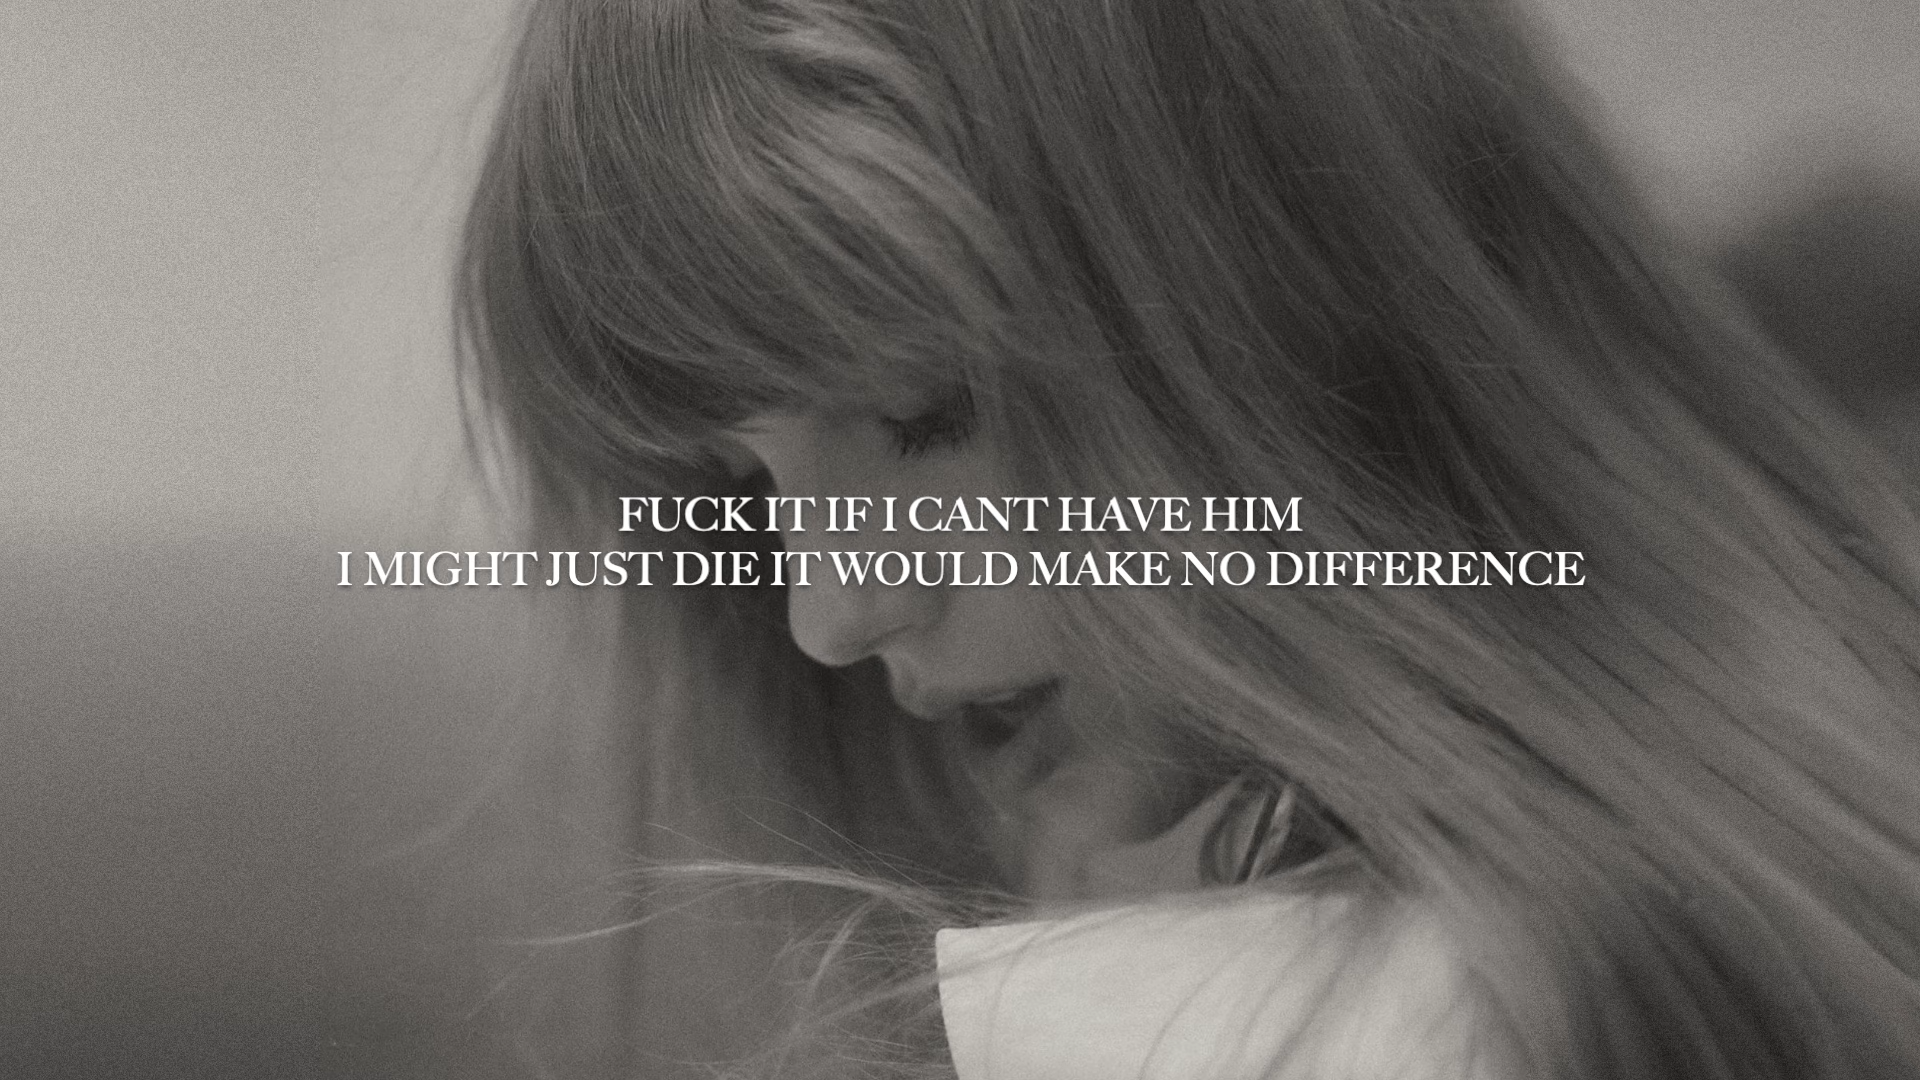 FUCK IT IF I CANT HAVE HIM
I MIGHT JUST DIE IT WOULD MAKE NO DIFFERENCE